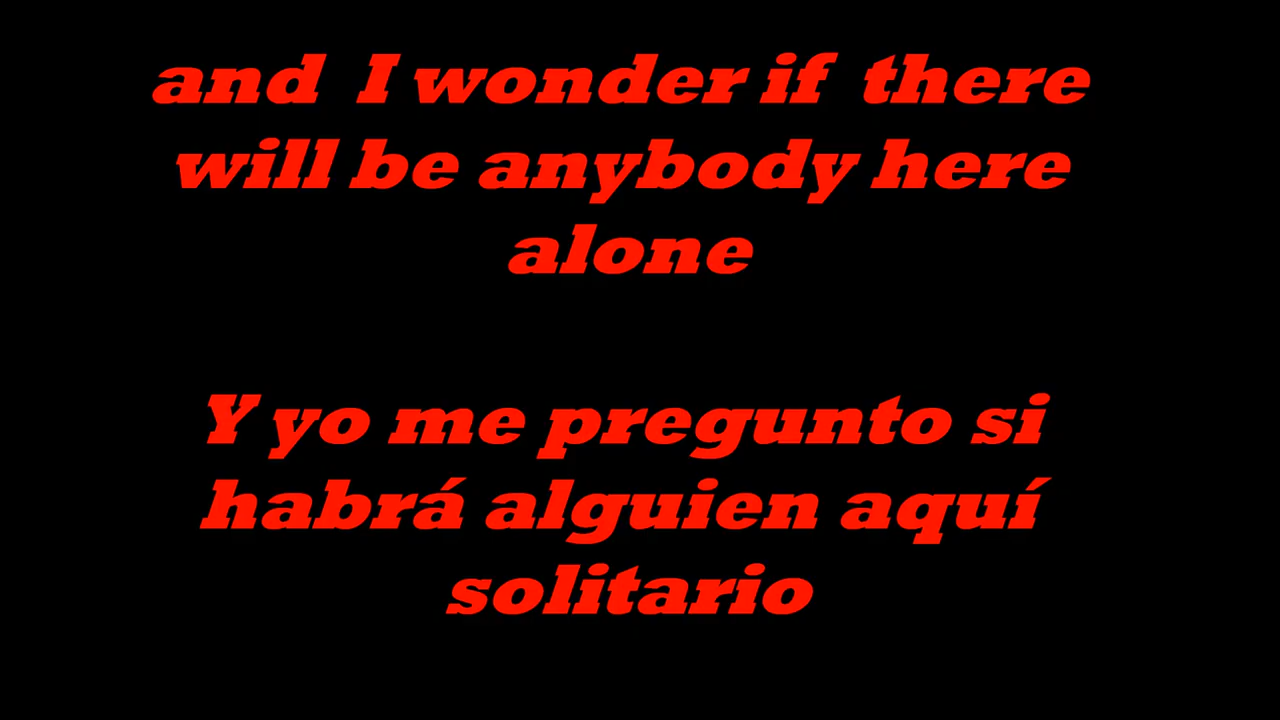 and I wonder if there
will be anybody here
alone
Y yo me pregunto si
habrá alguien aquí
solitario